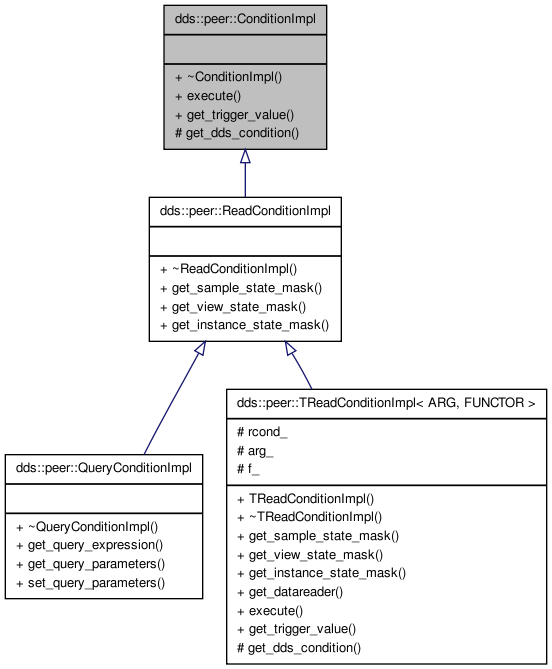 dds::peer::ConditionImpl
+ ~ConditionImpl()
+ execute()
+ get_trigger_value()
# get_dds_condition()
dds::peer::ReadConditionImpl
+ ~ReadConditionImpl()
+ get_sample_state_mask()
+ get_view_state_mask()
+ get_instance_state_mask()
dds::peer::QueryConditionImpl
+ ~QueryConditionImpl()
+ get_query_expression()
+ get_query_parameters()
+ set_query_parameters()
dds::peer::TReadConditionImpl< ARG, FUNCTOR >
# rcond_
# arg_
# f_
+ TReadConditionImpl()
+ ~TReadConditionImpl()
+ get_sample_state_mask()
+ get_view_state_mask()
+ get_instance_state_mask()
+ get_datareader()
+ execute()
+ get_trigger_value()
# get_dds_condition()